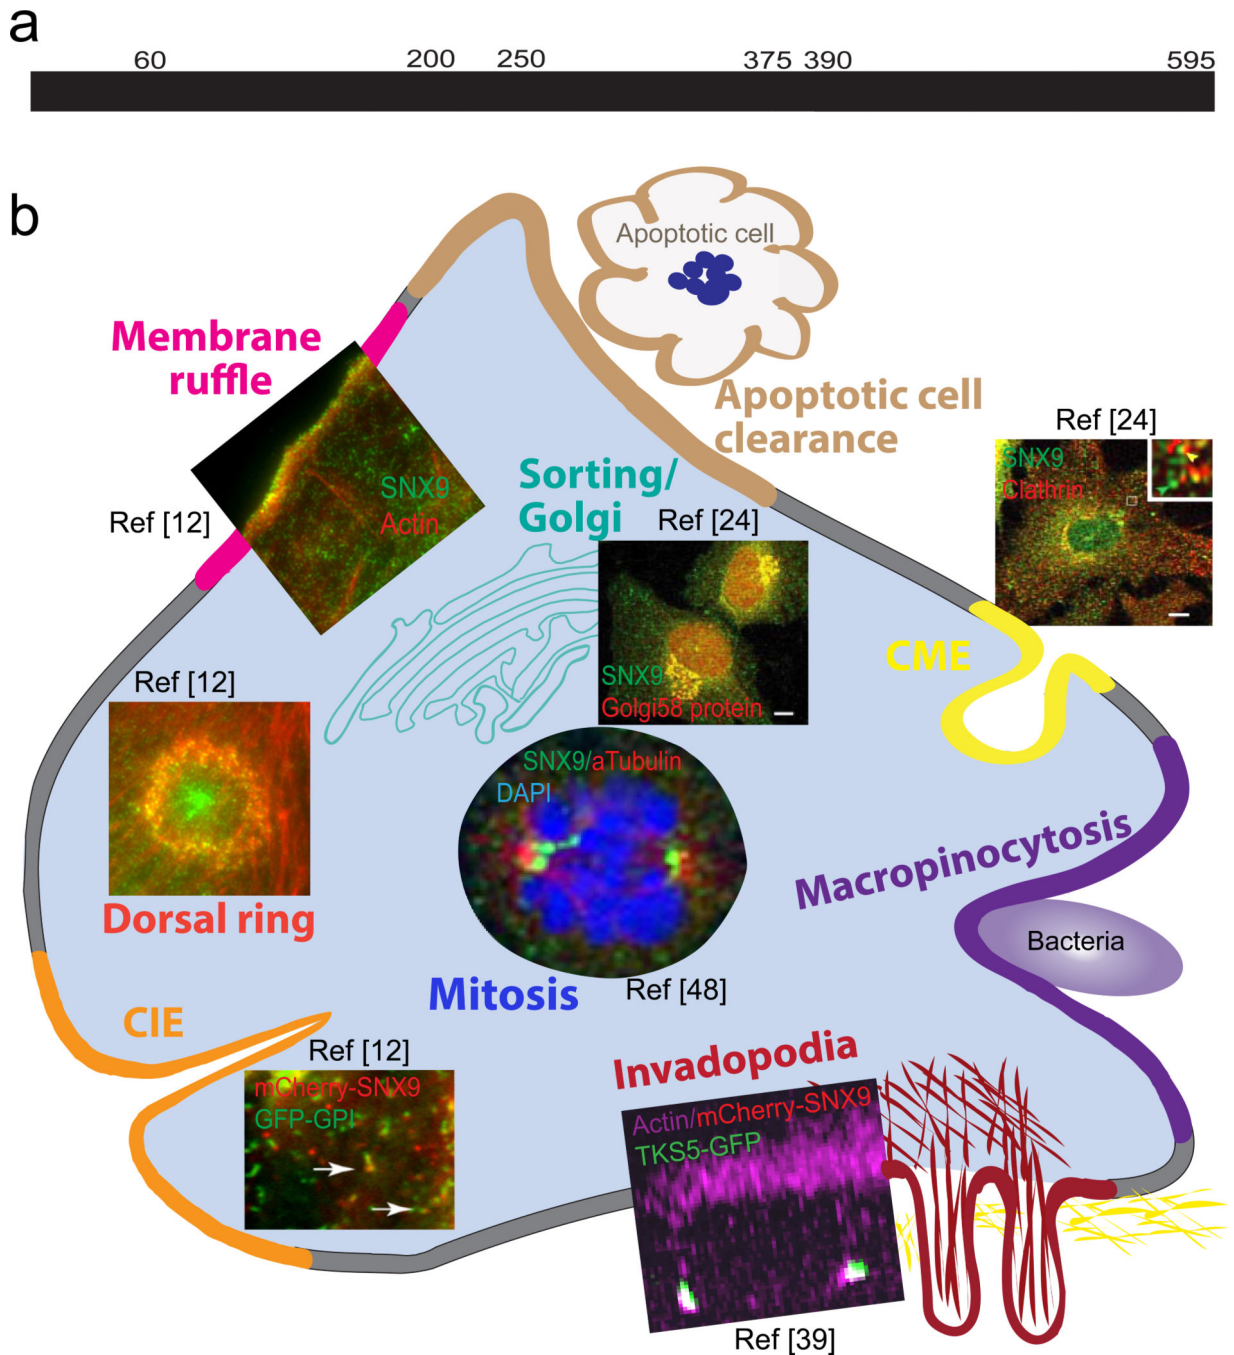 a
60 200 250 375 390 595
b
Apoptotic cell
Membrane
ruffle
Apoptotic cell
clearance
Ref [24]
SNX9
Clathrin
Sorting/
Golgi
Ref [24]
SNX9
Actin
Ref [12]
SNX9
Golgi58 protein
CME
Ref [12]
Dorsal ring
SNX9/aTubulin
DAPI
Mitosis
Ref [48]
Macropinocytosis
Bacteria
CIE
Ref [12]
mCherry-SNX9
GFP-GPI
Invadopodia
Actin/mCherry-SNX9
TKS5-GFP
Ref [39]